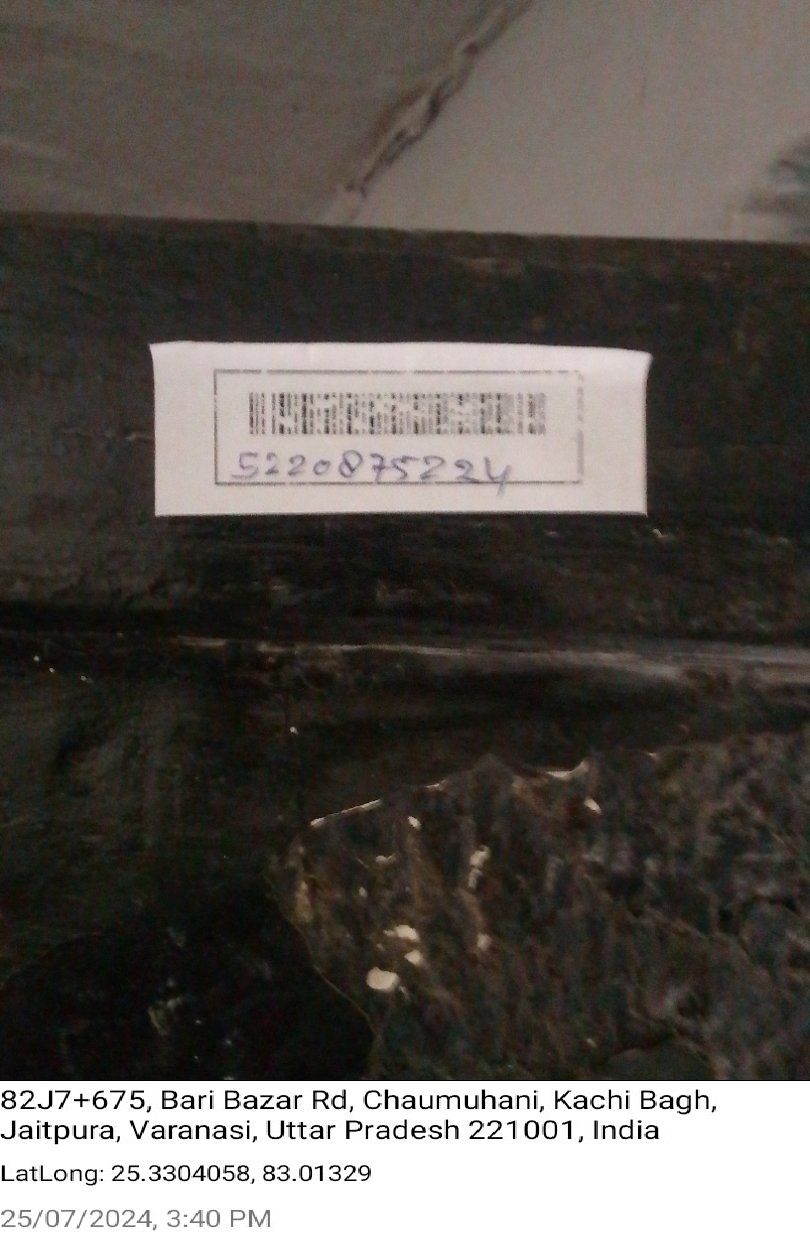 5220875224
82J7+675, Bari Bazar Rd, Chaumuhani, Kachi Bagh,
Jaitpura, Varanasi, Uttar Pradesh 221001, India
LatLong: 25.3304058, 83.01329
25/07/2024, 3:40 PM